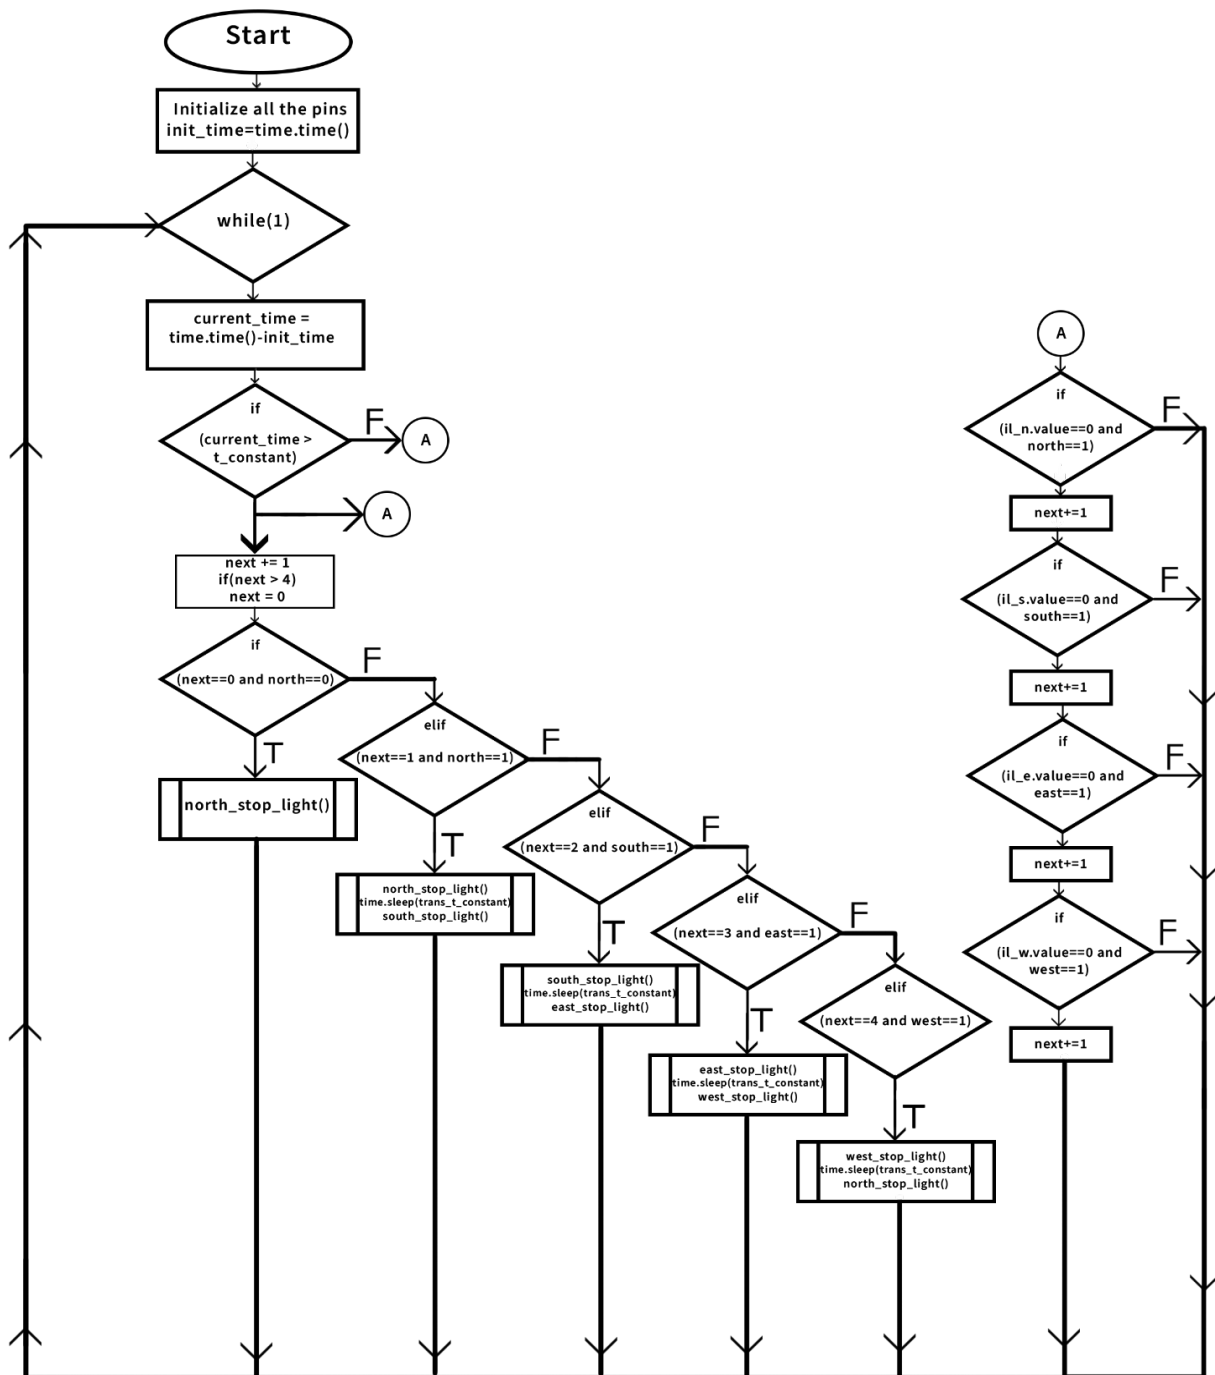 Start
Initialize all the pins
init_time=time.time()
while(1)
current_time =
time.time()-init_time
if
(current_time >
t_constant)
F
A
A
next += 1
if(next > 4)
next = 0
if
(next==0 and north==0)
F
T
north_stop_light()
elif
(next==1 and north==1)
F
T
north_stop_light()
time.sleep(trans_t_constant)
south_stop_light()
elif
(next==2 and south==1)
F
T
south_stop_light()
time.sleep(trans_t_constant)
east_stop_light()
elif
(next==3 and east==1)
F
T
east_stop_light()
time.sleep(trans_t_constant)
west_stop_light()
elif
(next==4 and west==1)
T
west_stop_light()
time.sleep(trans_t_constant)
north_stop_light()
A
if
(il_n.value==0 and
north==1)
F
next+=1
if
(il_s.value==0 and
south==1)
F
next+=1
if
(il_e.value==0 and
east==1)
F
next+=1
if
(il_w.value==0 and
west==1)
F
next+=1